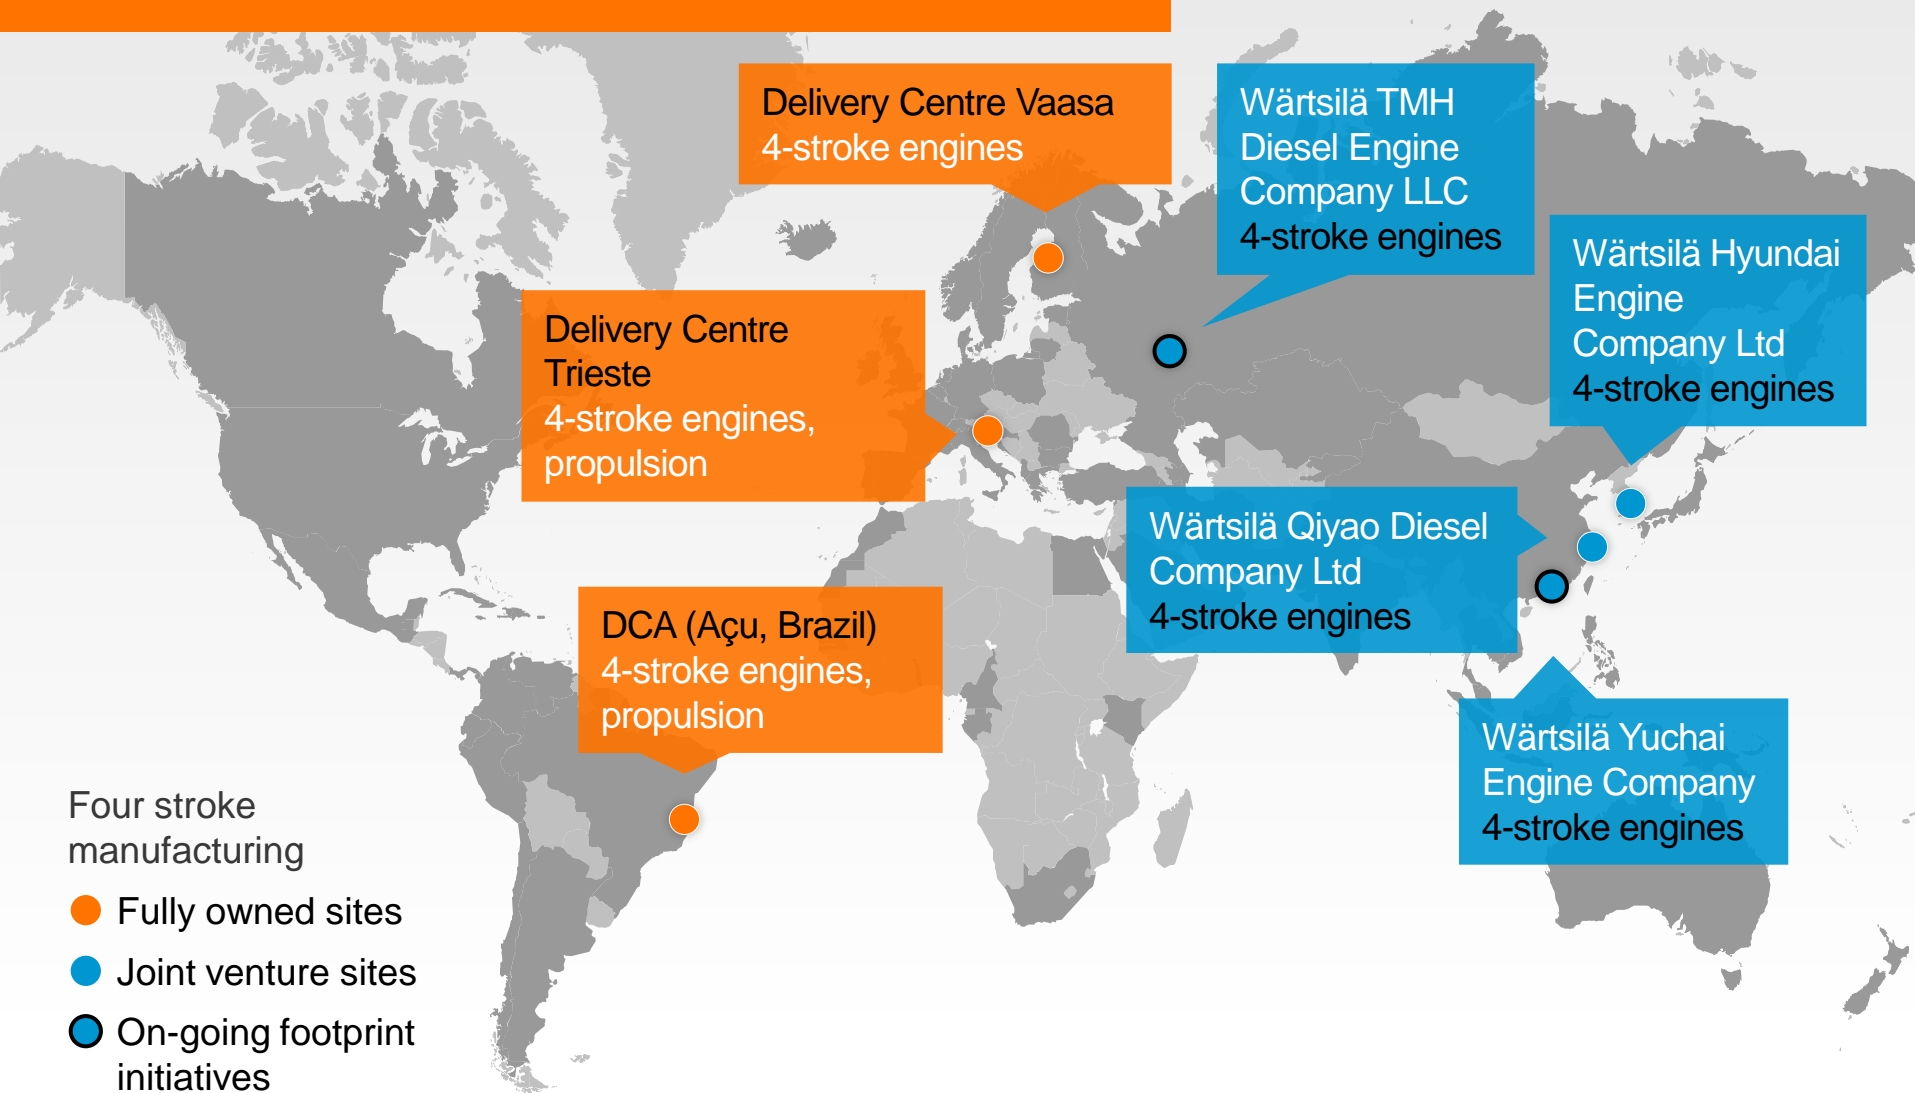 Delivery Centre Vaasa
4-stroke engines
Wärtsilä TMH
Diesel Engine
Company LLC
4-stroke engines
Wärtsilä Hyundai
Engine
Company Ltd
4-stroke engines
Delivery Centre
Trieste
4-stroke engines,
propulsion
Wärtsilä Qiyao Diesel
Company Ltd
4-stroke engines
DCA (Açu, Brazil)
4-stroke engines,
propulsion
Wärtsilä Yuchai
Engine Company
4-stroke engines
Four stroke
manufacturing
Fully owned sites
Joint venture sites
On-going footprint
initiatives